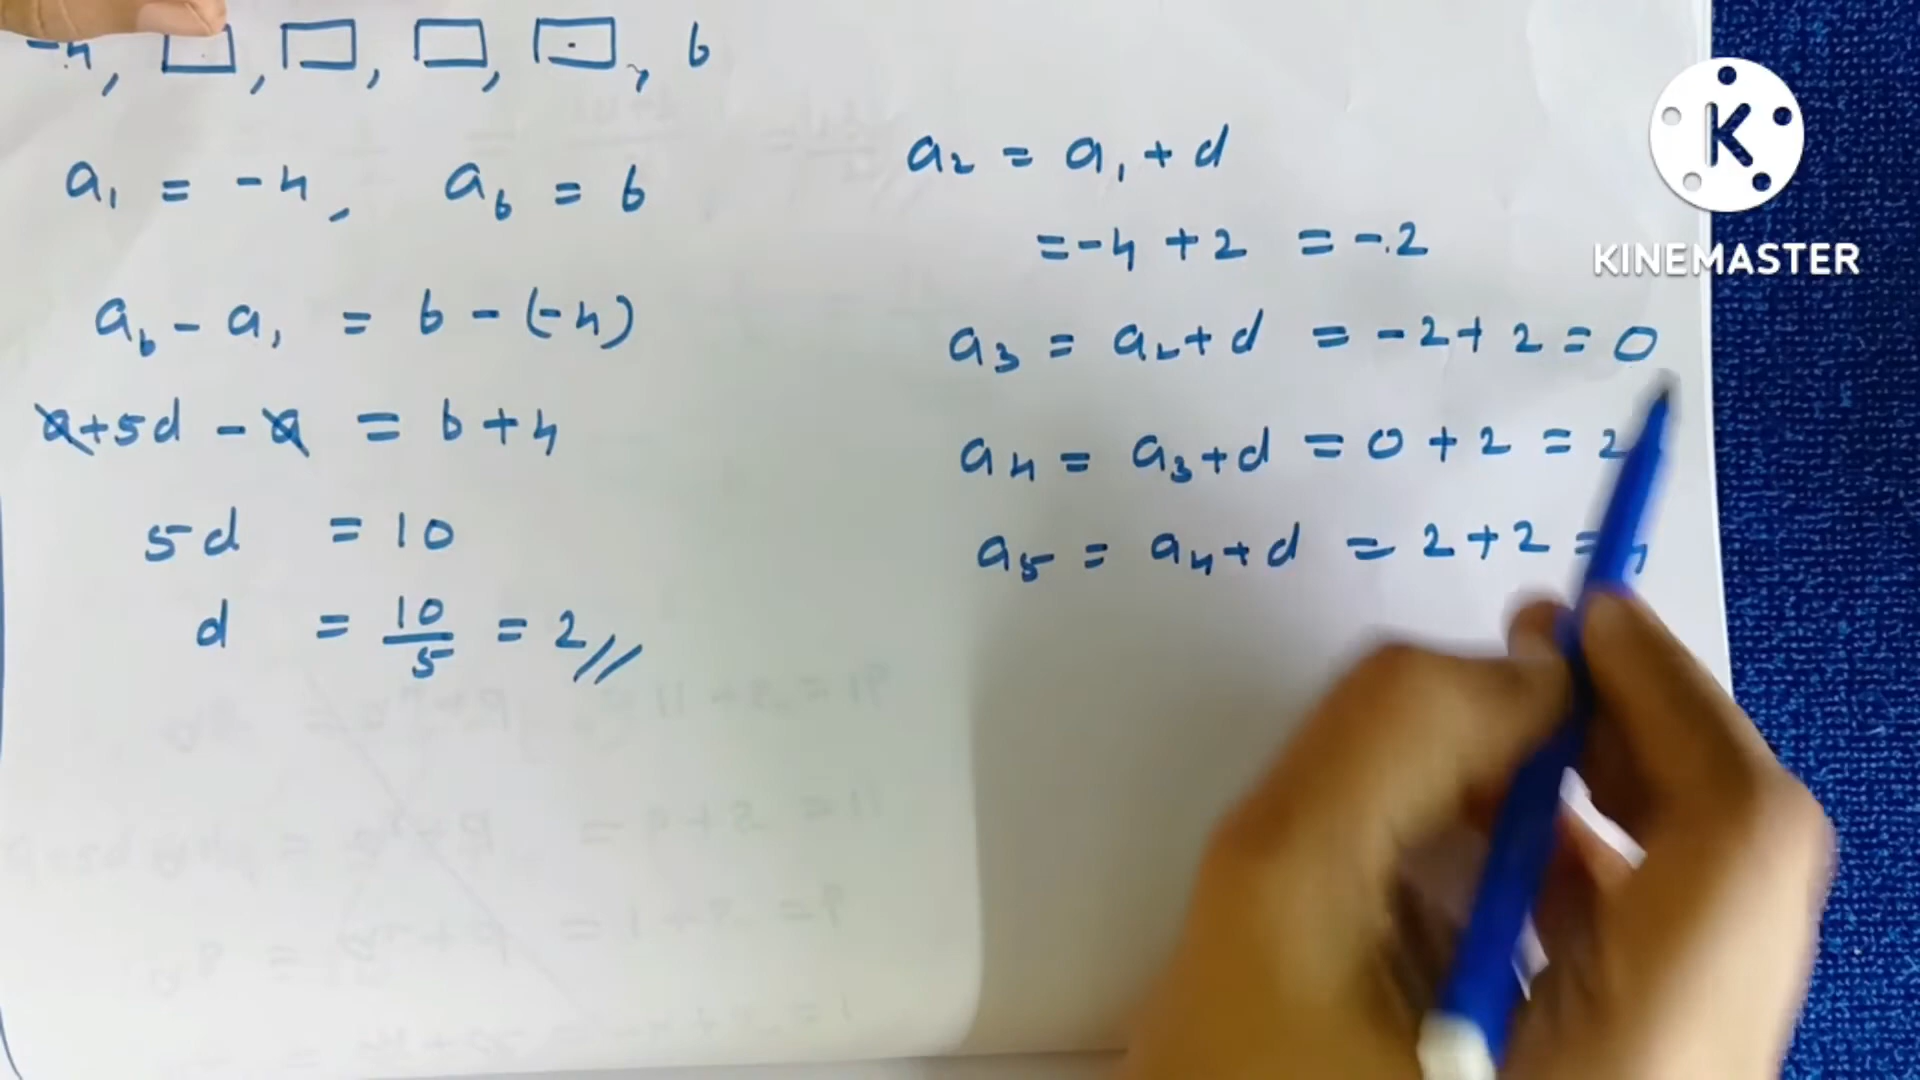 -4, □, □, □, □, 6
a₁ = -4, a₆ = 6
a₆ - a₁ = 6 - (-4)
a+5d - a = 6+4
5d = 10
d = 10/5 = 2//
a₂ = a₁ + d
= -4 + 2 = -2
a₃ = a₂+d = -2+2 = 0
a₄ = a₃+d = 0+2 = 2
a₅ = a₄+d = 2+2 = 4
K
KINEMASTER